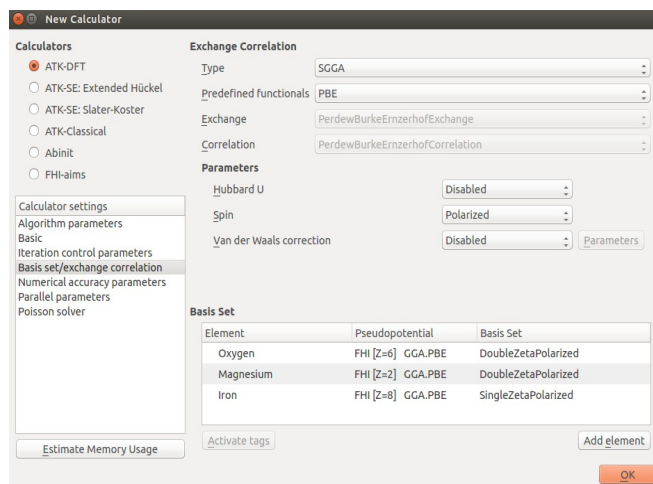 New Calculator
Calculators
ATK-DFT
ATK-SE: Extended Hückel
ATK-SE: Slater-Koster
ATK-Classical
Abinit
FHI-aims
Calculator settings
Algorithm parameters
Basic
Iteration control parameters
Basis set/exchange correlation
Numerical accuracy parameters
Parallel parameters
Poisson solver
Estimate Memory Usage
Exchange Correlation
Type SGGA
Predefined functionals PBE
Exchange PerdewBurkeErnzerhofExchange
Correlation PerdewBurkeErnzerhofCorrelation
Parameters
Hubbard U Disabled
Spin Polarized
Van der Waals correction Disabled Parameters
Basis Set
Element Pseudopotential Basis Set
Oxygen FHI [Z=6] GGA.PBE DoubleZetaPolarized
Magnesium FHI [Z=2] GGA.PBE DoubleZetaPolarized
Iron FHI [Z=8] GGA.PBE SingleZetaPolarized
Activate tags Add element
OK